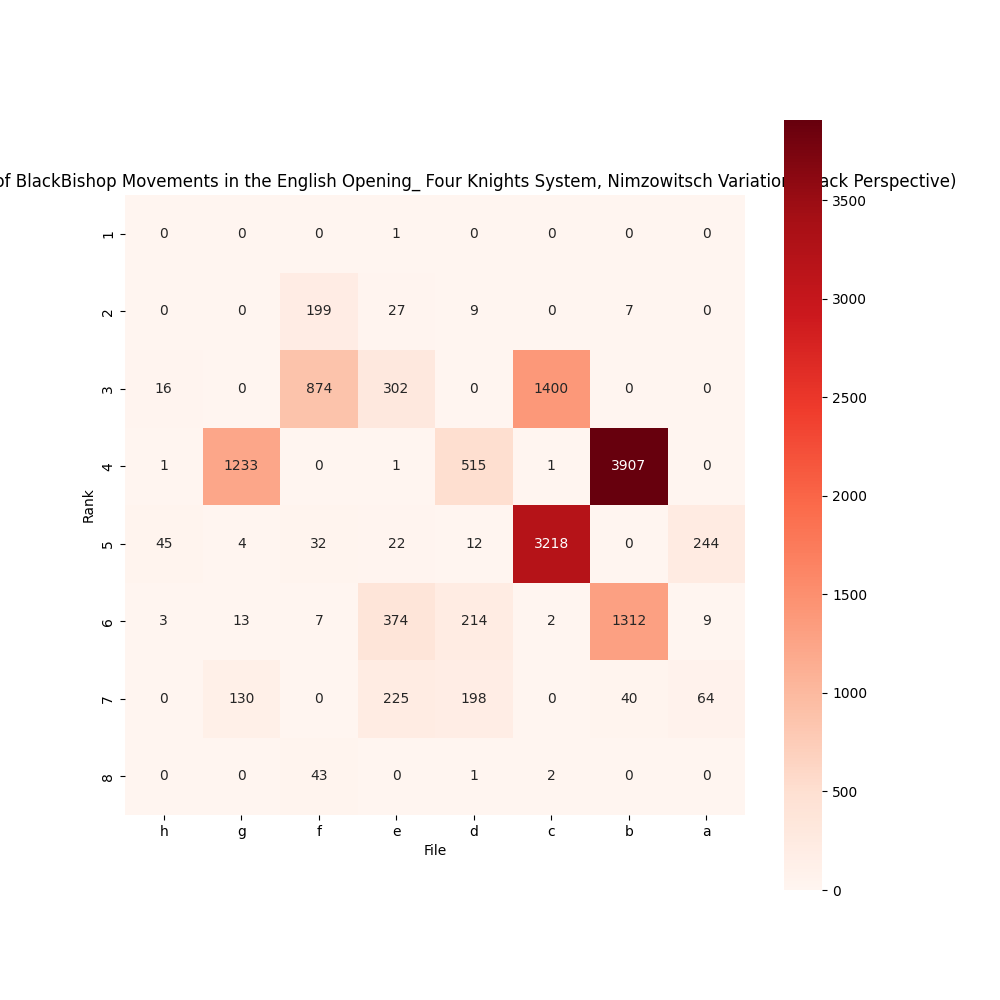 of BlackBishop Movements in the English Opening_ Four Knights System, Nimzowitsch Variation ack Perspective)
3500
3000
2500
2000
1500
1000
500
0
Rank
1 0 0 0 1 0 0 0 0
2 0 0 199 27 9 0 7 0
3 16 0 874 302 0 1400 0 0
4 1 1233 0 1 515 1 3907 0
5 45 4 32 22 12 3218 0 244
6 3 13 7 374 214 2 1312 9
7 0 130 0 225 198 0 40 64
8 0 0 43 0 1 2 0 0
h g f e d c b a
File